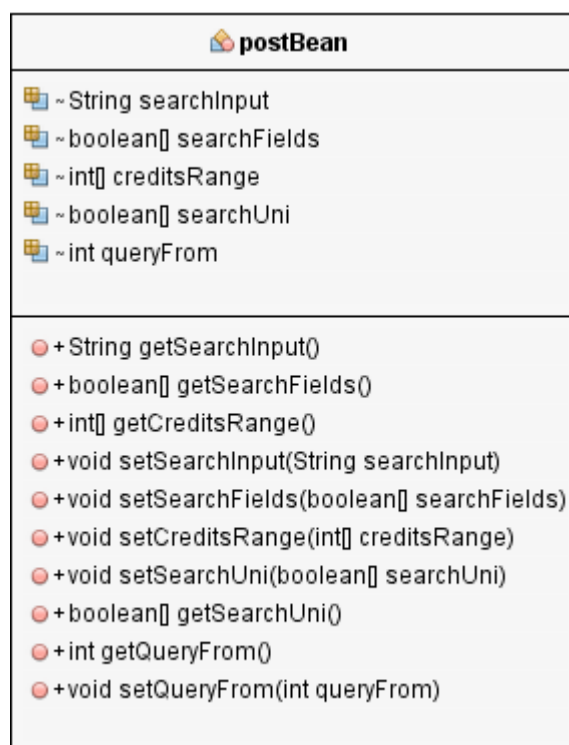 postBean
~String searchInput
~boolean[] searchFields
~int[] creditsRange
~boolean[] searchUni
~int queryFrom
+String getSearchInput()
+boolean[] getSearchFields()
+int[] getCreditsRange()
+void setSearchInput(String searchInput)
+void setSearchFields(boolean[] searchFields)
+void setCreditsRange(int[] creditsRange)
+void setSearchUni(boolean[] searchUni)
+boolean[] getSearchUni()
+int getQueryFrom()
+void setQueryFrom(int queryFrom)